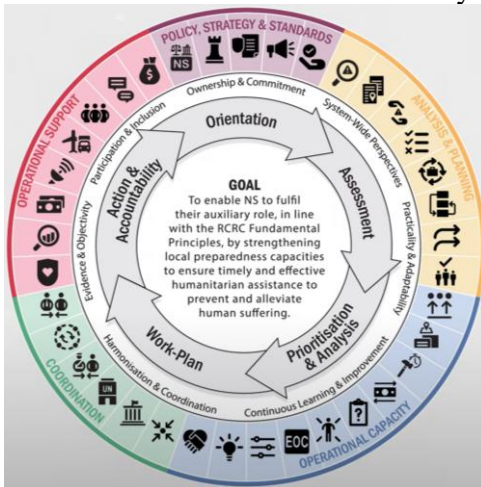 POLICY, STRATEGY & STANDARDS
ANALYSIS & PLANNING
OPERATIONAL CAPACITY
COORDINATION
OPERATIONAL SUPPORT
NS
EOC
UN
Ownership & Commitment
System-Wide Perspectives
Practicality & Adaptability
Continuous Learning & Improvement
Harmonisation & Coordination
Evidence & Objectivity
Participation & Inclusion
Orientation
Assessment
Prioritisation
& Analysis
Work-Plan
Action &
Accountability
GOAL
To enable NS to fulfil
their auxiliary role, in line
with the RCRC Fundamental
Principles, by strengthening
local preparedness capacities
to ensure timely and effective
humanitarian assistance to
prevent and alleviate
human suffering.